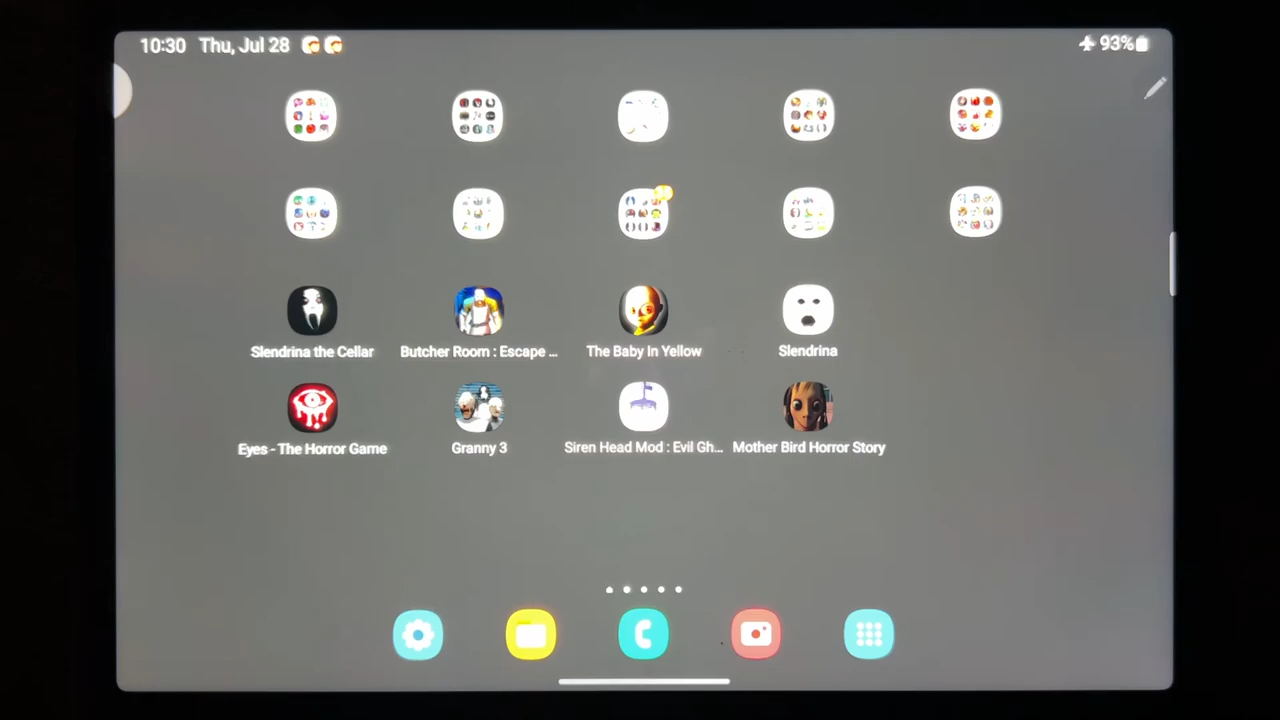 10:30 Thu, Jul 28 93%
Slendrina the Cellar
Butcher Room : Escape ...
The Baby In Yellow
Slendrina
Eyes - The Horror Game
Granny 3
Siren Head Mod : Evil Gh...
Mother Bird Horror Story